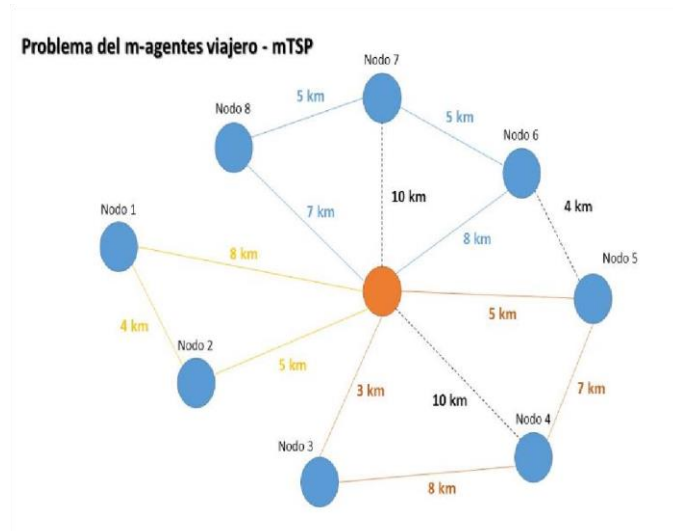 Problema del m-agentes viajero - mTSP
Nodo 7
5 km
Nodo 8
5 km
Nodo 6
10 km
4 km
Nodo 1
7 km
8 km
8 km
Nodo 5
5 km
4 km
Nodo 2
5 km
3 km
10 km
7 km
Nodo 4
Nodo 3
8 km